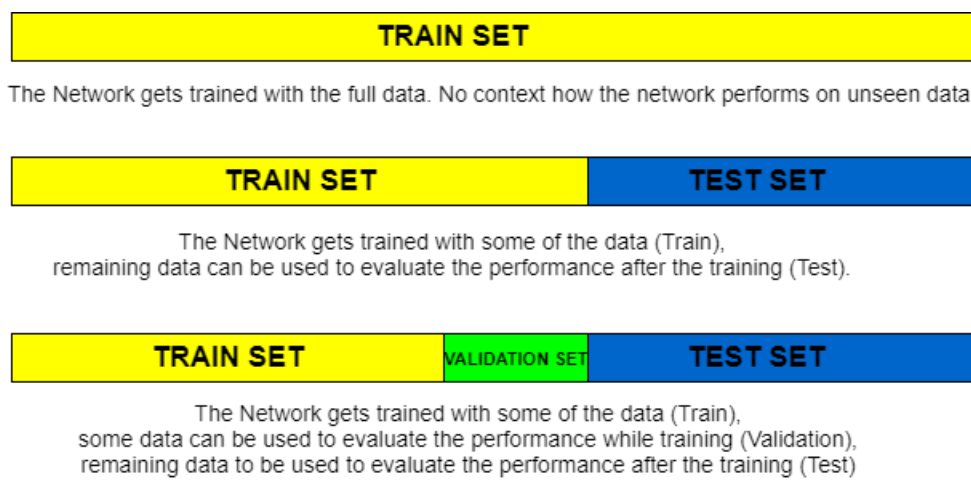 TRAIN SET
The Network gets trained with the full data. No context how the network performs on unseen data
TRAIN SET TEST SET
The Network gets trained with some of the data (Train),
remaining data can be used to evaluate the performance after the training (Test).
TRAIN SET VALIDATION SET TEST SET
The Network gets trained with some of the data (Train),
some data can be used to evaluate the performance while training (Validation),
remaining data to be used to evaluate the performance after the training (Test)